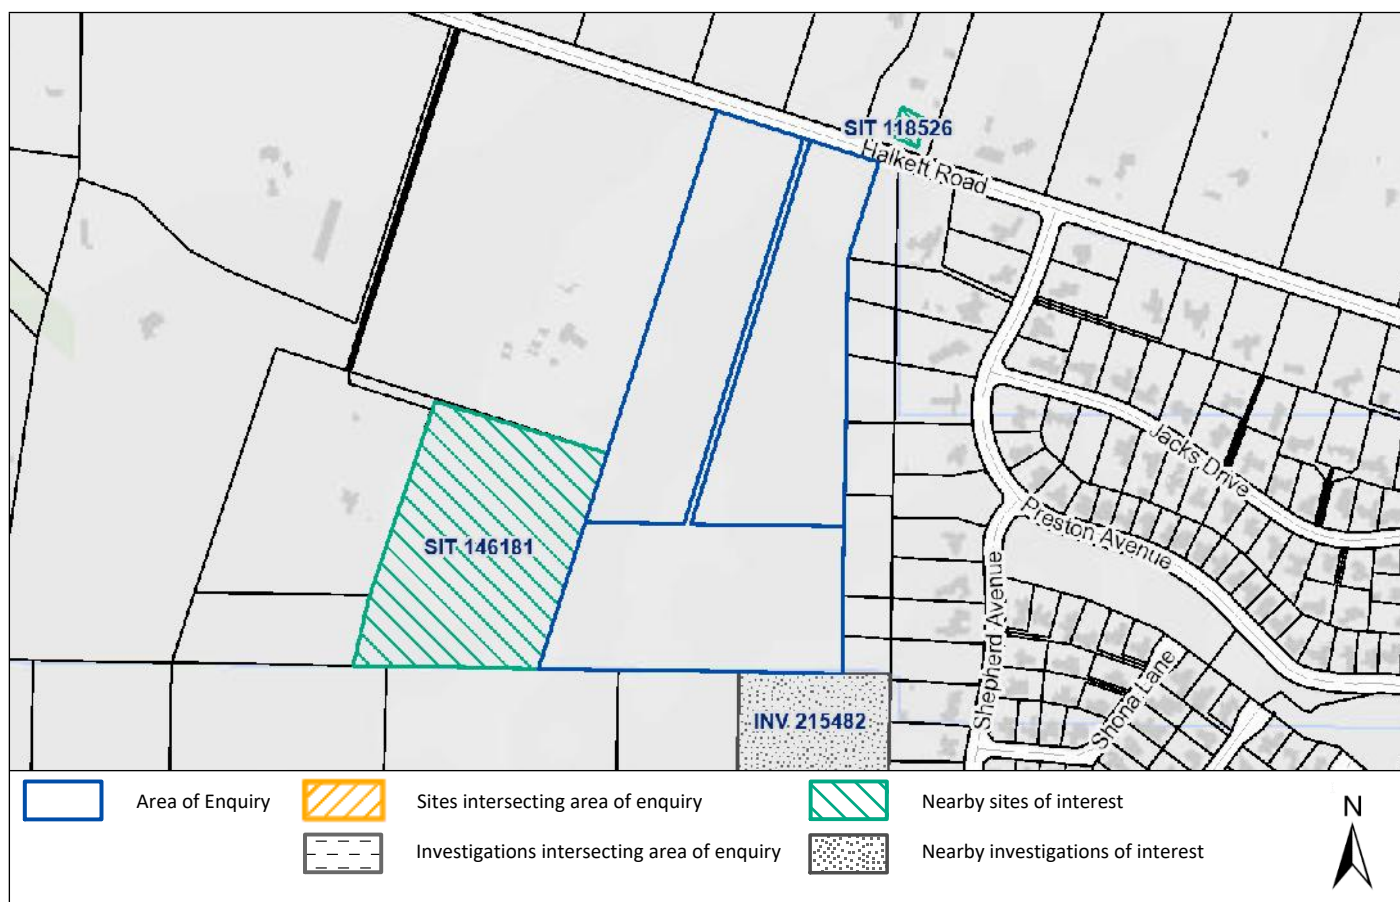 SIT 118526
Halkett Road
Jacks Drive
SIT 146181
Preston Avenue
Shepherd Avenue
Shona Lane
INV 215482
Area of Enquiry
Sites intersecting area of enquiry
Nearby sites of interest
N
Investigations intersecting area of enquiry
Nearby investigations of interest